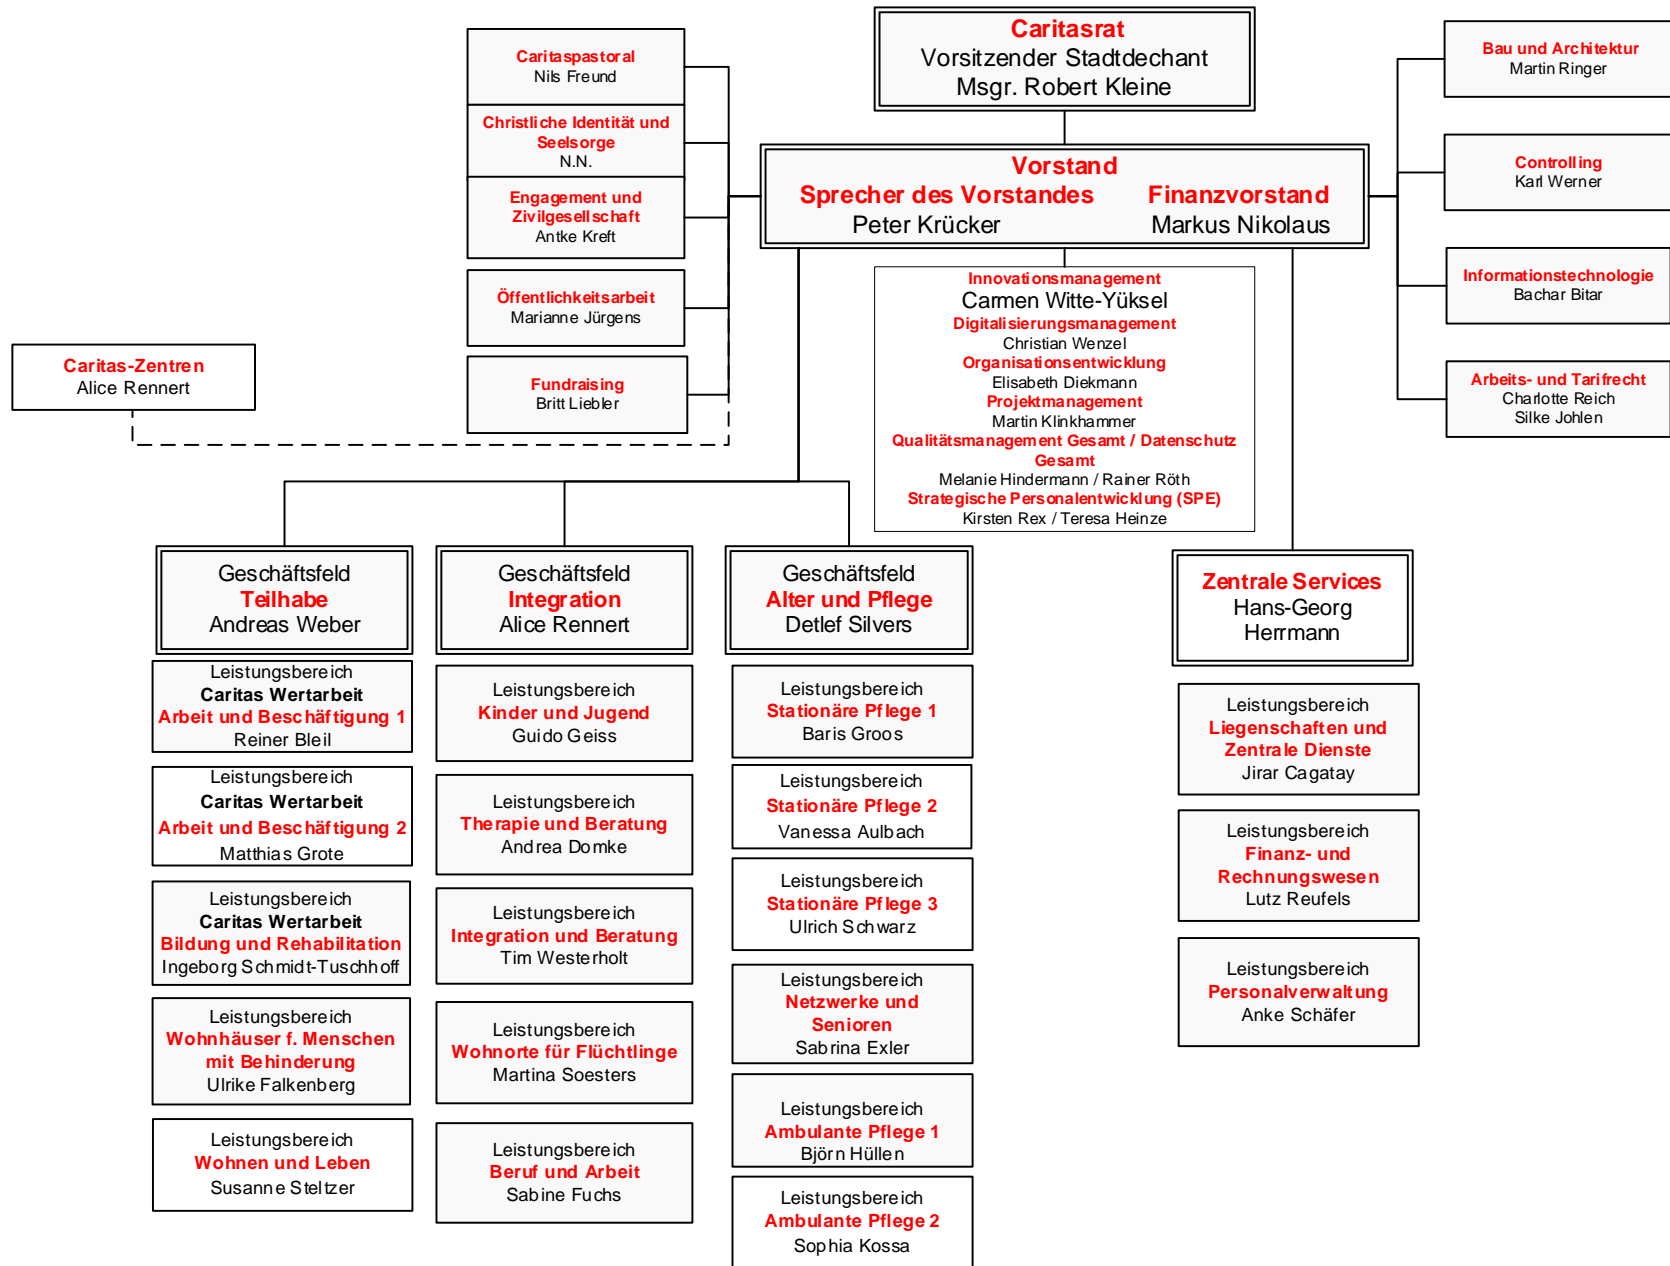 Caritasrat
Vorsitzender Stadtdechant
Msgr. Robert Kleine
Caritaspastoral
Nils Freund
Christliche Identität und
Seelsorge
N.N.
Engagement und
Zivilgesellschaft
Antke Kreft
Öffentlichkeitsarbeit
Marianne Jürgens
Fundraising
Britt Liebler
Caritas-Zentren
Alice Rennert
Vorstand
Sprecher des Vorstandes Finanzvorstand
Peter Krücker Markus Nikolaus
Bau und Architektur
Martin Ringer
Controlling
Karl Werner
Informationstechnologie
Bachar Bitar
Arbeits- und Tarifrecht
Charlotte Reich
Silke Johlen
Innovationsmanagement
Carmen Witte-Yüksel
Digitalisierungsmanagement
Christian Wenzel
Organisationsentwicklung
Elisabeth Diekmann
Projektmanagement
Martin Klinkhammer
Qualitätsmanagement Gesamt / Datenschutz
Gesamt
Melanie Hindermann / Rainer Röth
Strategische Personalentwicklung (SPE)
Kirsten Rex / Teresa Heinze
Geschäftsfeld
Teilhabe
Andreas Weber
Leistungsbereich
Caritas Wertarbeit
Arbeit und Beschäftigung 1
Reiner Bleil
Leistungsbereich
Caritas Wertarbeit
Arbeit und Beschäftigung 2
Matthias Grote
Leistungsbereich
Caritas Wertarbeit
Bildung und Rehabilitation
Ingeborg Schmidt-Tuschhoff
Leistungsbereich
Wohnhäuser f. Menschen
mit Behinderung
Ulrike Falkenberg
Leistungsbereich
Wohnen und Leben
Susanne Steltzer
Geschäftsfeld
Integration
Alice Rennert
Leistungsbereich
Kinder und Jugend
Guido Geiss
Leistungsbereich
Therapie und Beratung
Andrea Domke
Leistungsbereich
Integration und Beratung
Tim Westerholt
Leistungsbereich
Wohnorte für Flüchtlinge
Martina Soesters
Leistungsbereich
Beruf und Arbeit
Sabine Fuchs
Geschäftsfeld
Alter und Pflege
Detlef Silvers
Leistungsbereich
Stationäre Pflege 1
Baris Groos
Leistungsbereich
Stationäre Pflege 2
Vanessa Aulbach
Leistungsbereich
Stationäre Pflege 3
Ulrich Schwarz
Leistungsbereich
Netzwerke und
Senioren
Sabrina Exler
Leistungsbereich
Ambulante Pflege 1
Björn Hüllen
Leistungsbereich
Ambulante Pflege 2
Sophia Kossa
Zentrale Services
Hans-Georg
Herrmann
Leistungsbereich
Liegenschaften und
Zentrale Dienste
Jirar Cagatay
Leistungsbereich
Finanz- und
Rechnungswesen
Lutz Reufels
Leistungsbereich
Personalverwaltung
Anke Schäfer